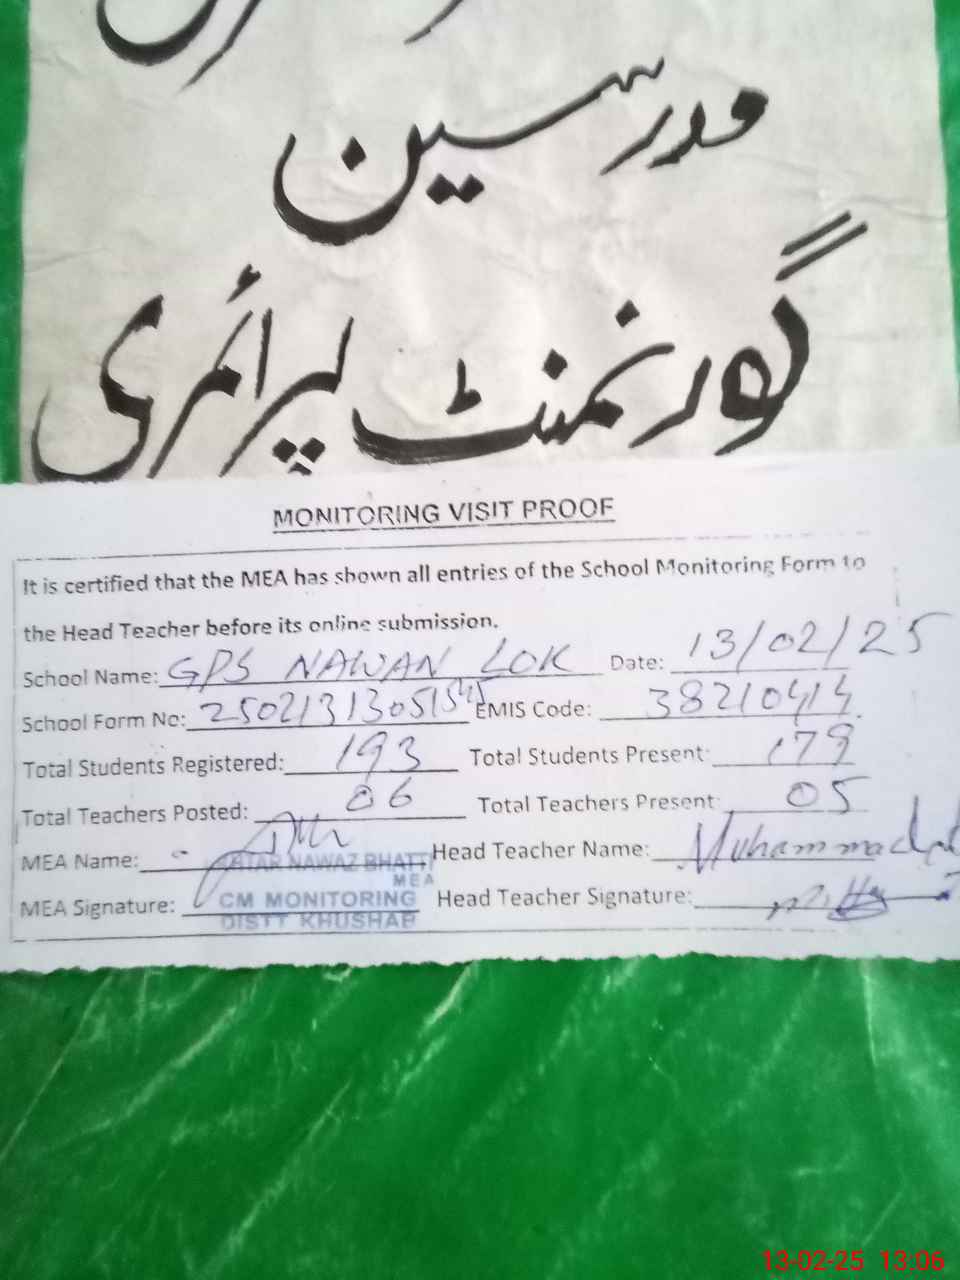 مدرسین
گورنمنٹ پرائمری
MONITORING VISIT PROOF
It is certified that the MEA has shown all entries of the School Monitoring Form to
the Head Teacher before its online submission.
School Name: GPS NAWAN LOK Date: 13/02/25
School Form No: EMIS Code: 38210414
Total Students Registered: 193 Total Students Present: 179
Total Teachers Posted: 06 Total Teachers Present: 05
MEA Name: NAWAZ BHATTI Head Teacher Name: Muhammad
MEA
MEA Signature: CM MONITORING Head Teacher Signature:
DISTT KHUSHAB
13-02-25 13:06